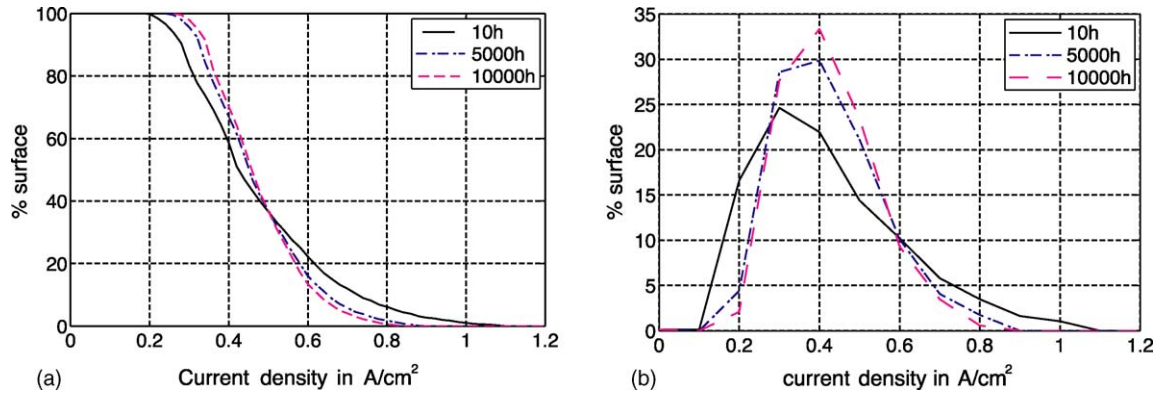 100
80
60
40
20
0
% surface
10h
5000h
10000h
0 0.2 0.4 0.6 0.8 1 1.2
(a) Current density in A/cm²
35
30
25
20
15
10
5
0
% surface
10h
5000h
10000h
0 0.2 0.4 0.6 0.8 1 1.2
(b) current density in A/cm²